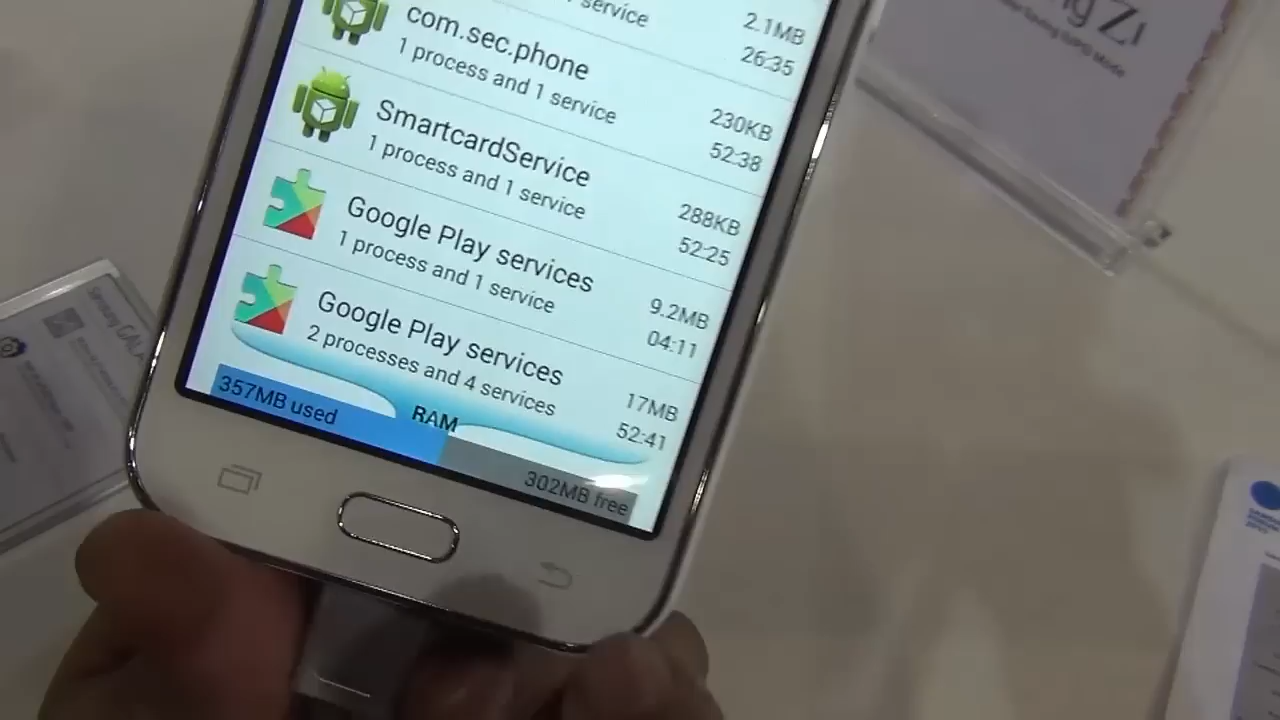 service
2.1MB
26:35
com.sec.phone
1 process and 1 service
230KB
52:38
SmartcardService
1 process and 1 service
288KB
52:25
Google Play services
1 process and 1 service
9.2MB
04:11
Google Play services
2 processes and 4 services
17MB
52:41
RAM
357MB used
302MB free